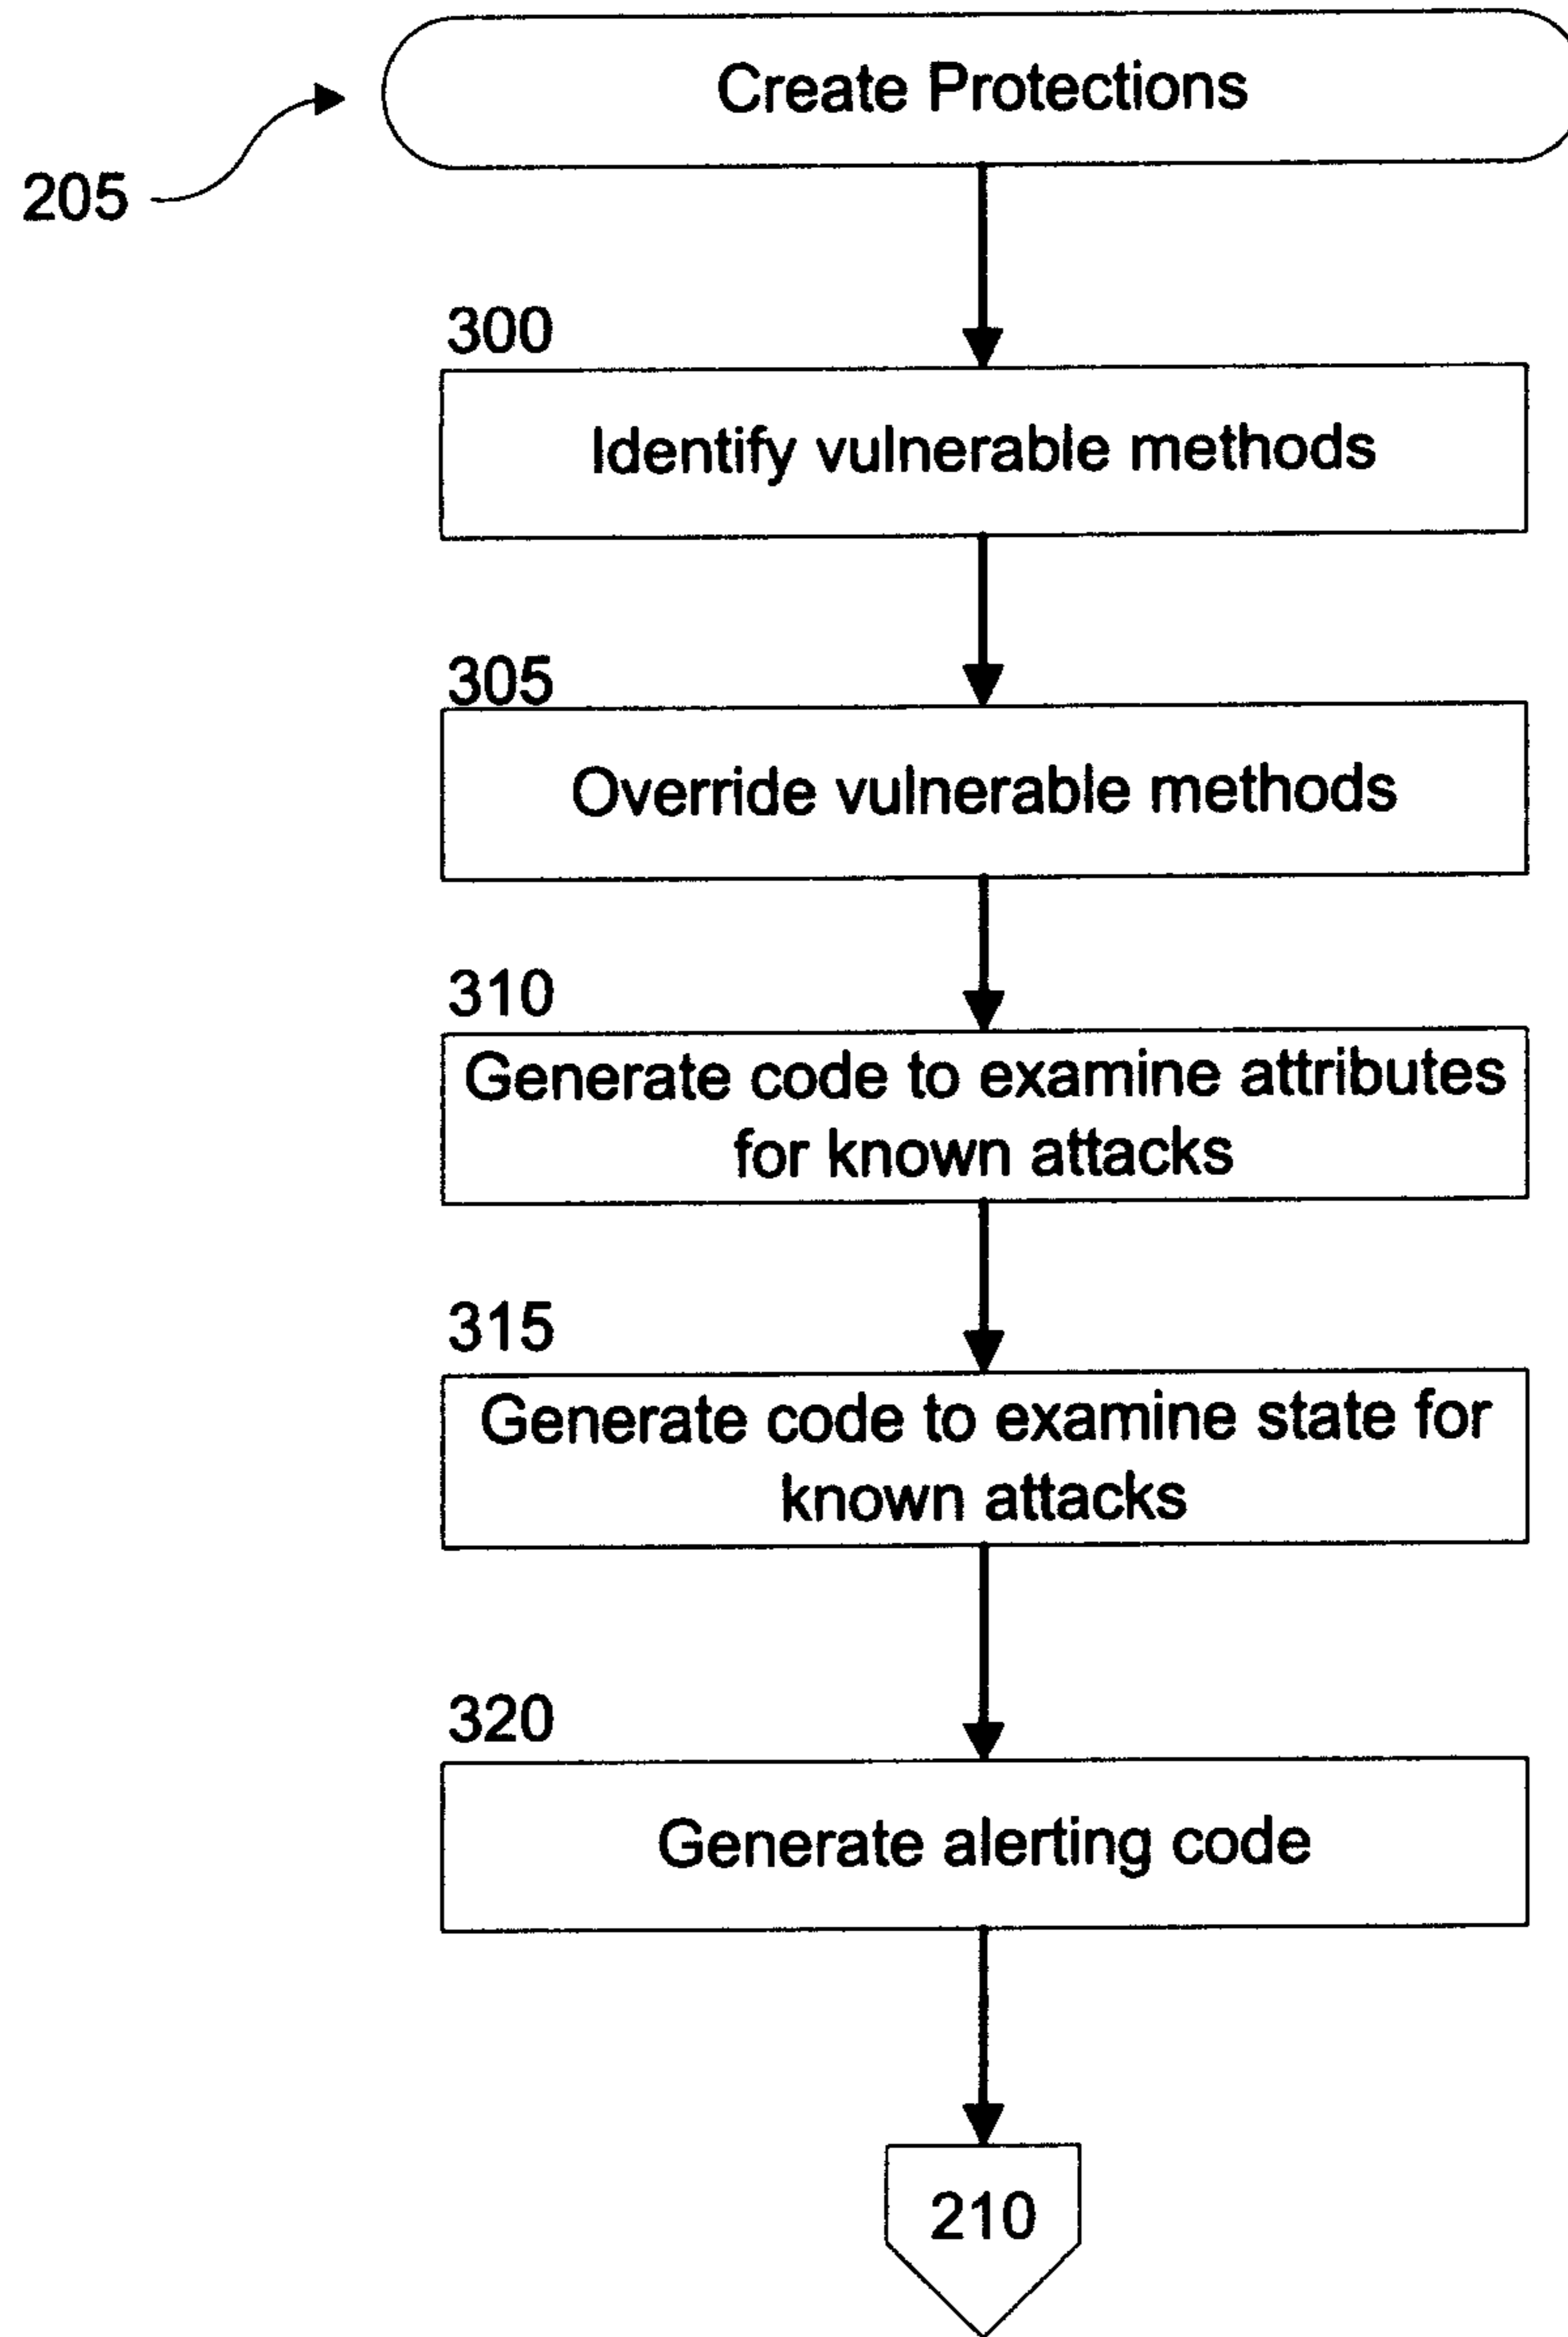 Create Protections
205
300
Identify vulnerable methods
305
Override vulnerable methods
310
Generate code to examine attributes
for known attacks
315
Generate code to examine state for
known attacks
320
Generate alerting code
210